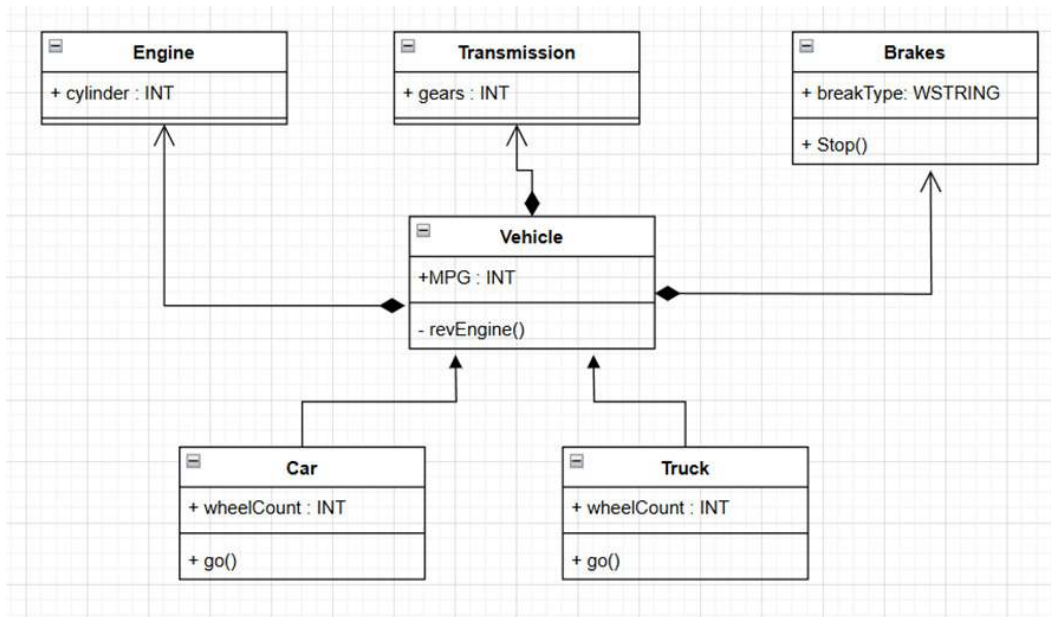 Engine
+ cylinder : INT
Transmission
+ gears : INT
Brakes
+ breakType: WSTRING
+ Stop()
Vehicle
+MPG : INT
- revEngine()
Car
+ wheelCount : INT
+ go()
Truck
+ wheelCount : INT
+ go()